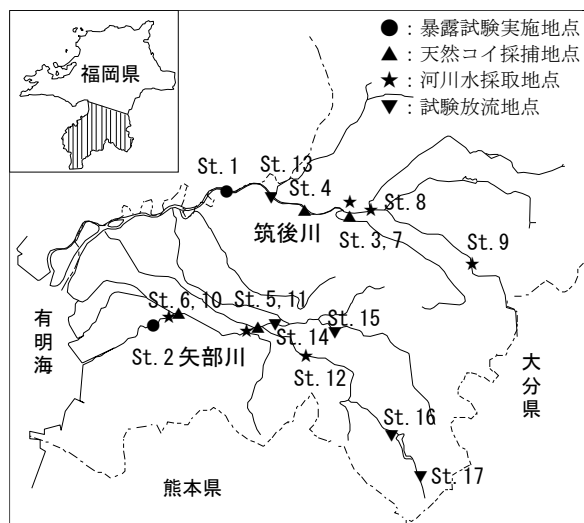 福岡県
●：暴露試験実施地点
▲：天然コイ採捕地点
★：河川水採取地点
▼：試験放流地点
St. 1
St. 13
St. 4
St. 8
筑後川
St. 3, 7
St. 9
有明海
St. 6, 10
St. 5, 11
St. 15
St. 14
St. 2
矢部川
St. 12
大分県
St. 16
St. 17
熊本県